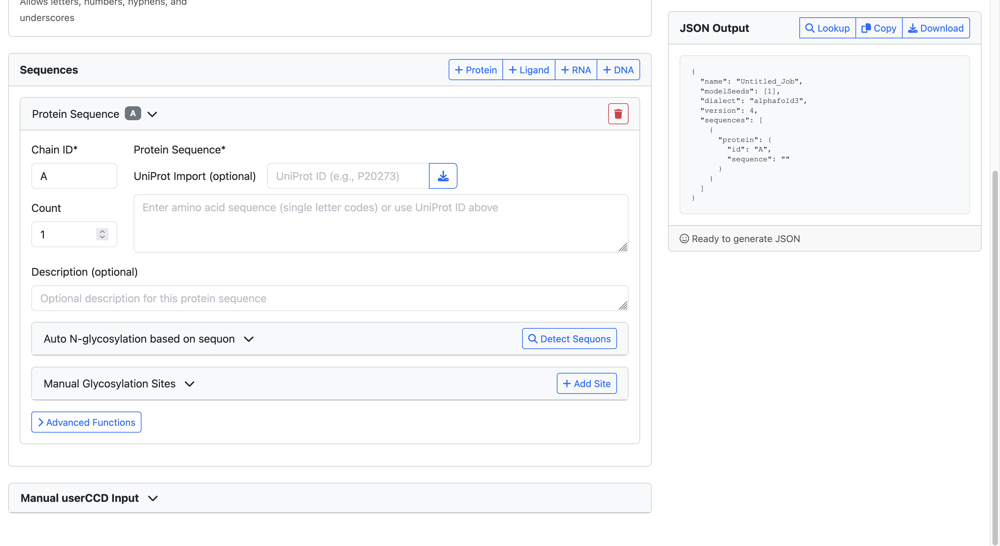 Allows letters, numbers, hyphens, and
underscores
Sequences
Protein
Ligand
RNA
DNA
Protein Sequence A
Chain ID*
A
Count
1
Protein Sequence*
UniProt Import (optional)
UniProt ID (e.g., P20273)
Enter amino acid sequence (single letter codes) or use UniProt ID above
Description (optional)
Optional description for this protein sequence
Auto N-glycosylation based on sequon
Detect Sequons
Manual Glycosylation Sites
Add Site
Advanced Functions
Manual userCCD Input
JSON Output
Lookup
Copy
Download
{
"name": "Untitled_Job",
"modelSeeds": [1],
"dialect": "alphafold3",
"version": 4,
"sequences": [
{
"protein": {
"id": "A",
"sequence": ""
}
}
]
}
Ready to generate JSON